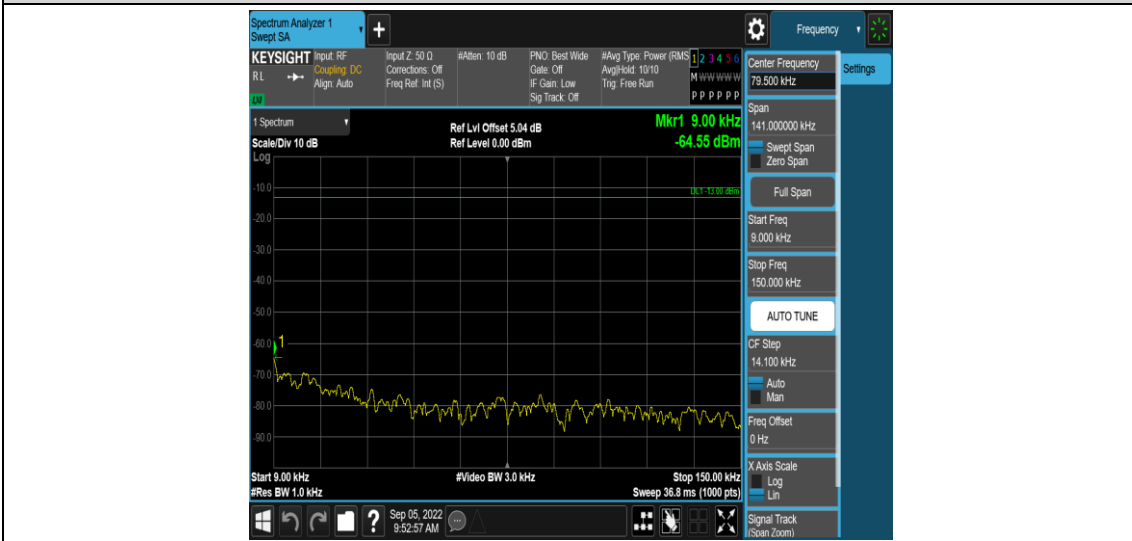 Spectrum Analyzer 1
Swept SA
+
Frequency
KEYSIGHT
RL
Input: RF
Coupling: DC
Align: Auto
Input Z: 50 Ω
Corrections: Off
Freq Ref: Int (S)
#Atten: 10 dB
PNO: Best Wide
Gate: Off
IF Gain: Low
Sig Track: Off
#Avg Type: Power (RMS
Avg|Hold: 10/10
Trig: Free Run
1 2 3 4 5 6
M W W W W W
P P P P P P
1 Spectrum
Scale/Div 10 dB
Log
Ref Lvl Offset 5.04 dB
Ref Level 0.00 dBm
Mkr1 9.00 kHz
-64.55 dBm
DL1 -13.00 dBm
-10.0
-20.0
-30.0
-40.0
-50.0
-60.0
-70.0
-80.0
-90.0
1
Start 9.00 kHz
#Res BW 1.0 kHz
#Video BW 3.0 kHz
Stop 150.00 kHz
Sweep 36.8 ms (1000 pts)
Center Frequency
79.500 kHz
Settings
Span
141.000000 kHz
Swept Span
Zero Span
Full Span
Start Freq
9.000 kHz
Stop Freq
150.000 kHz
AUTO TUNE
CF Step
14.100 kHz
Auto
Man
Freq Offset
0 Hz
X Axis Scale
Log
Lin
Signal Track
(Span Zoom)
?
Sep 05, 2022
9:52:57 AM